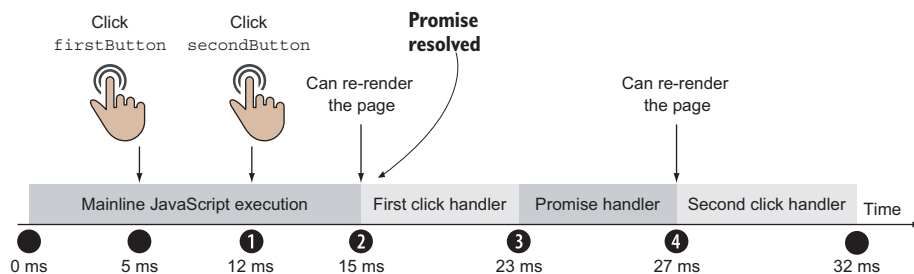 Click
firstButton
Click
secondButton
Promise
resolved
Can re-render
the page
Can re-render
the page
Mainline JavaScript execution
First click handler
Promise handler
Second click handler
Time
1
2
3
4
0 ms
5 ms
12 ms
15 ms
23 ms
27 ms
32 ms